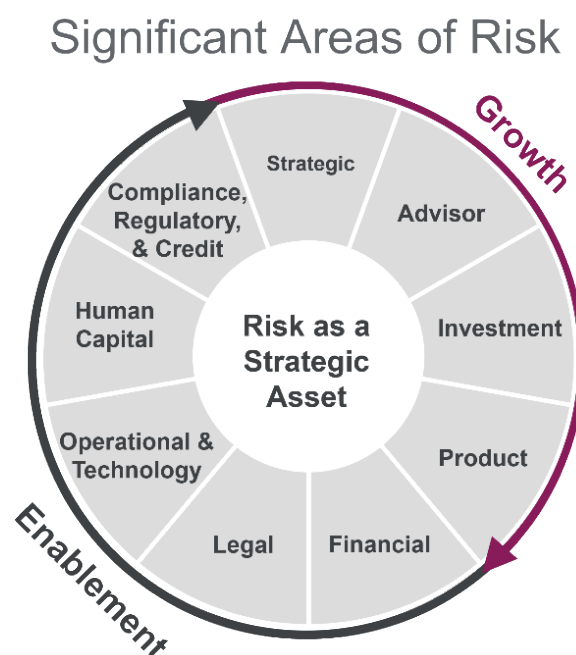 Significant Areas of Risk
Growth
Strategic
Advisor
Investment
Product
Financial
Legal
Operational &
Technology
Human
Capital
Compliance,
Regulatory,
& Credit
Risk as a
Strategic
Asset
Enablement